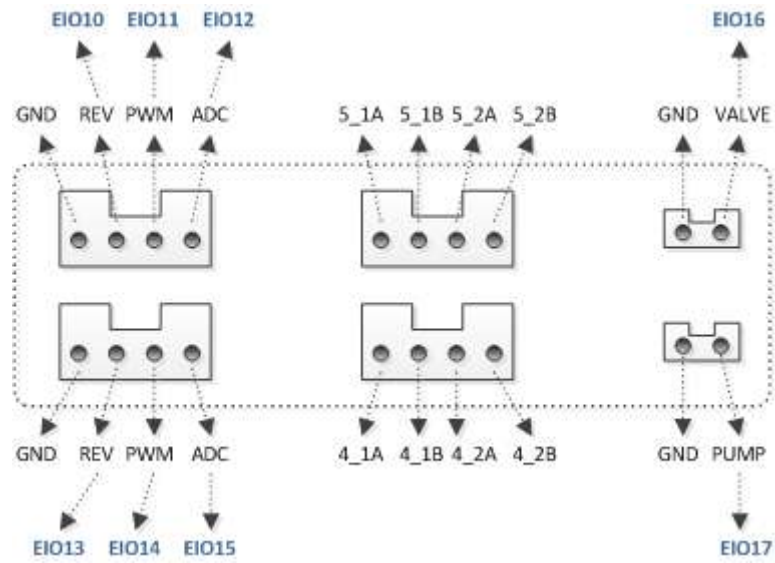 EIO10 EIO11 EIO12 EIO16
GND REV PWM ADC 5_1A 5_1B 5_2A 5_2B GND VALVE
GND REV PWM ADC 4_1A 4_1B 4_2A 4_2B GND PUMP
EIO13 EIO14 EIO15 EIO17